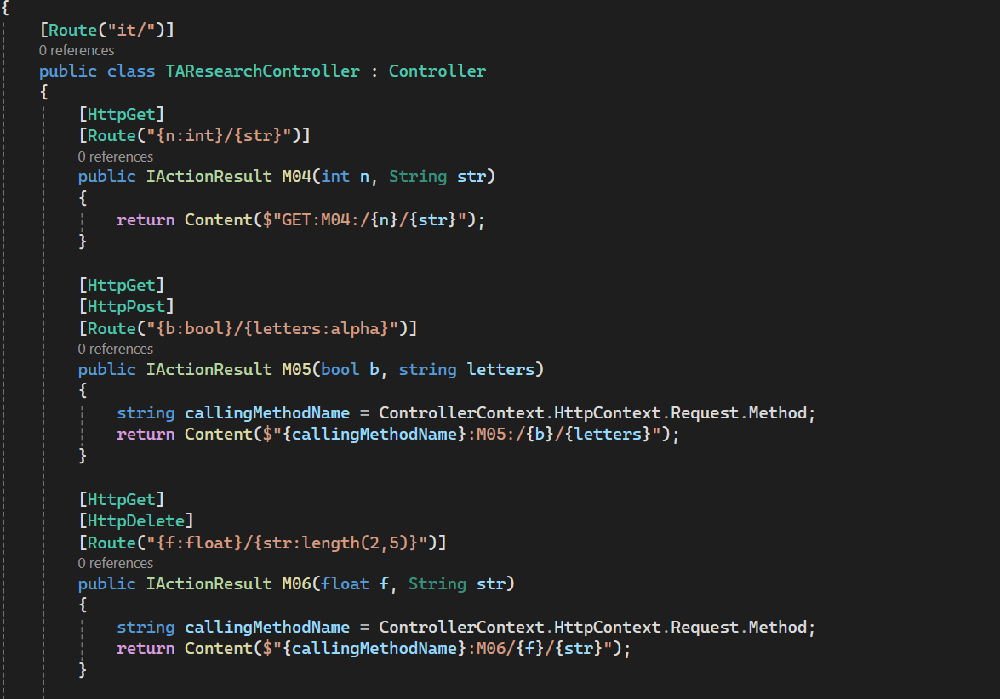 {
[Route("it/")]
0 references
public class TAResearchController : Controller
{
[HttpGet]
[Route("{n:int}/{str}")]
0 references
public IActionResult M04(int n, String str)
{
return Content($"GET:M04:/{n}/{str}");
}
[HttpGet]
[HttpPost]
[Route("{b:bool}/{letters:alpha}")]
0 references
public IActionResult M05(bool b, string letters)
{
string callingMethodName = ControllerContext.HttpContext.Request.Method;
return Content($"{callingMethodName}:M05:/{b}/{letters}");
}
[HttpGet]
[HttpDelete]
[Route("{f:float}/{str:length(2,5)}")]
0 references
public IActionResult M06(float f, String str)
{
string callingMethodName = ControllerContext.HttpContext.Request.Method;
return Content($"{callingMethodName}:M06/{f}/{str}");
}